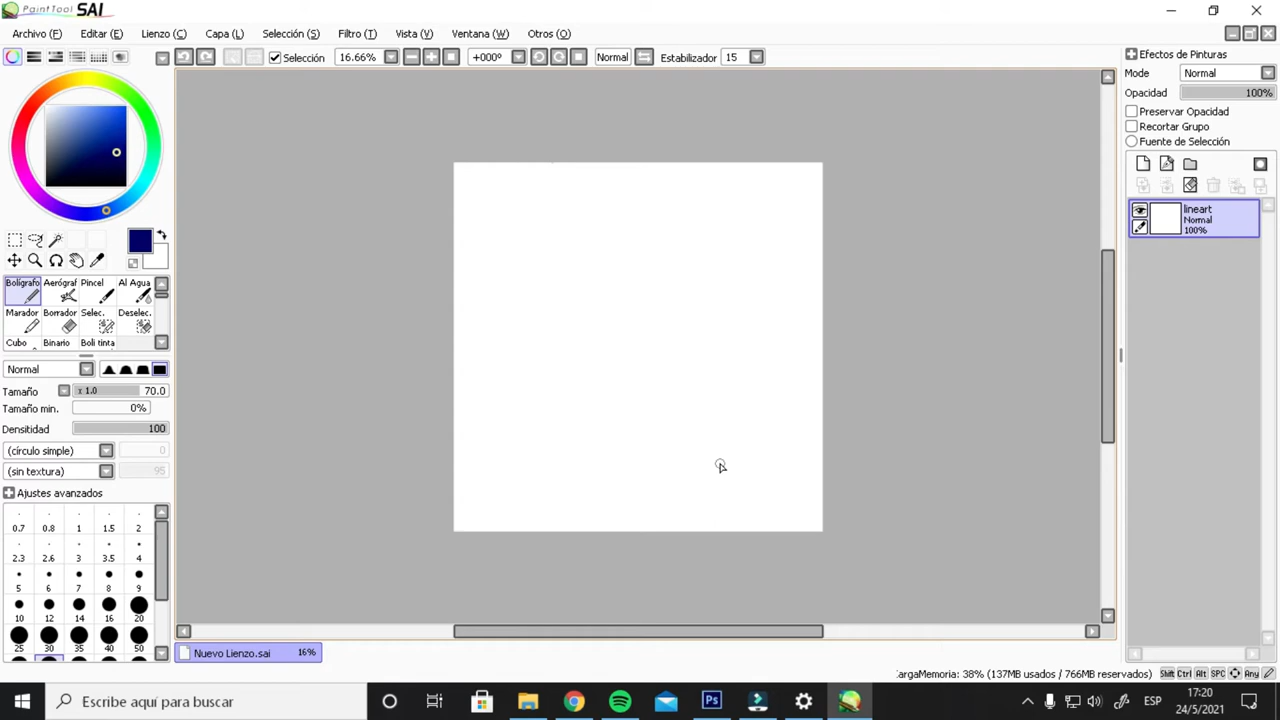 PaintTool SAI
Archivo (F) Editar (E) Lienzo (C) Capa (L) Selección (S) Filtro (T) Vista (V) Ventana (W) Otros (O)
Selección 16.66% +000º Normal Estabilizador 15
Efectos de Pinturas
Mode Normal
Opacidad 100%
Preservar Opacidad
Recortar Grupo
Fuente de Selección
lineart
Normal
100%
Bolígrafo Aerógraf Pincel Al Agua
Marador Borrador Selec. Deselec.
Cubo Binario Boli tinta
Normal
Tamaño x 1.0 70.0
Tamaño min. 0%
Densitidad 100
(círculo simple) 0
(sin textura) 95
Ajustes avanzados
0.7 0.8 1 1.5 2
2.3 2.6 3 3.5 4
5 6 7 8 9
10 12 14 16 20
25 30 35 40 50
Nuevo Lienzo.sai 16%
argaMemoria: 38% (137MB usados / 766MB reservados) Shift Ctrl Alt SPC Any
Escribe aquí para buscar
Ps
ESP
17:20
24/5/2021